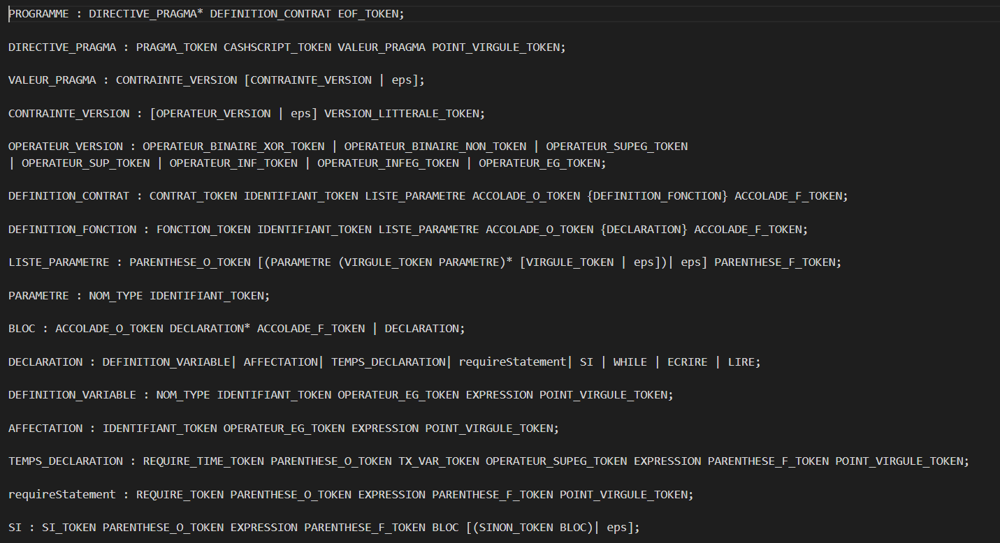 PROGRAMME : DIRECTIVE_PRAGMA* DEFINITION_CONTRAT EOF_TOKEN;
DIRECTIVE_PRAGMA : PRAGMA_TOKEN CASHSCRIPT_TOKEN VALEUR_PRAGMA POINT_VIRGULE_TOKEN;
VALEUR_PRAGMA : CONTRAINTE_VERSION [CONTRAINTE_VERSION | eps];
CONTRAINTE_VERSION : [OPERATEUR_VERSION | eps] VERSION_LITTERALE_TOKEN;
OPERATEUR_VERSION : OPERATEUR_BINAIRE_XOR_TOKEN | OPERATEUR_BINAIRE_NON_TOKEN | OPERATEUR_SUPEG_TOKEN
| OPERATEUR_SUP_TOKEN | OPERATEUR_INF_TOKEN | OPERATEUR_INFEG_TOKEN | OPERATEUR_EG_TOKEN;
DEFINITION_CONTRAT : CONTRAT_TOKEN IDENTIFIANT_TOKEN LISTE_PARAMETRE ACCOLADE_O_TOKEN {DEFINITION_FONCTION} ACCOLADE_F_TOKEN;
DEFINITION_FONCTION : FONCTION_TOKEN IDENTIFIANT_TOKEN LISTE_PARAMETRE ACCOLADE_O_TOKEN {DECLARATION} ACCOLADE_F_TOKEN;
LISTE_PARAMETRE : PARENTHESE_O_TOKEN [(PARAMETRE (VIRGULE_TOKEN PARAMETRE)* [VIRGULE_TOKEN | eps])| eps] PARENTHESE_F_TOKEN;
PARAMETRE : NOM_TYPE IDENTIFIANT_TOKEN;
BLOC : ACCOLADE_O_TOKEN DECLARATION* ACCOLADE_F_TOKEN | DECLARATION;
DECLARATION : DEFINITION_VARIABLE| AFFECTATION| TEMPS_DECLARATION| requireStatement| SI | WHILE | ECRIRE | LIRE;
DEFINITION_VARIABLE : NOM_TYPE IDENTIFIANT_TOKEN OPERATEUR_EG_TOKEN EXPRESSION POINT_VIRGULE_TOKEN;
AFFECTATION : IDENTIFIANT_TOKEN OPERATEUR_EG_TOKEN EXPRESSION POINT_VIRGULE_TOKEN;
TEMPS_DECLARATION : REQUIRE_TIME_TOKEN PARENTHESE_O_TOKEN TX_VAR_TOKEN OPERATEUR_SUPEG_TOKEN EXPRESSION PARENTHESE_F_TOKEN POINT_VIRGULE_TOKEN;
requireStatement : REQUIRE_TOKEN PARENTHESE_O_TOKEN EXPRESSION PARENTHESE_F_TOKEN POINT_VIRGULE_TOKEN;
SI : SI_TOKEN PARENTHESE_O_TOKEN EXPRESSION PARENTHESE_F_TOKEN BLOC [(SINON_TOKEN BLOC)| eps];